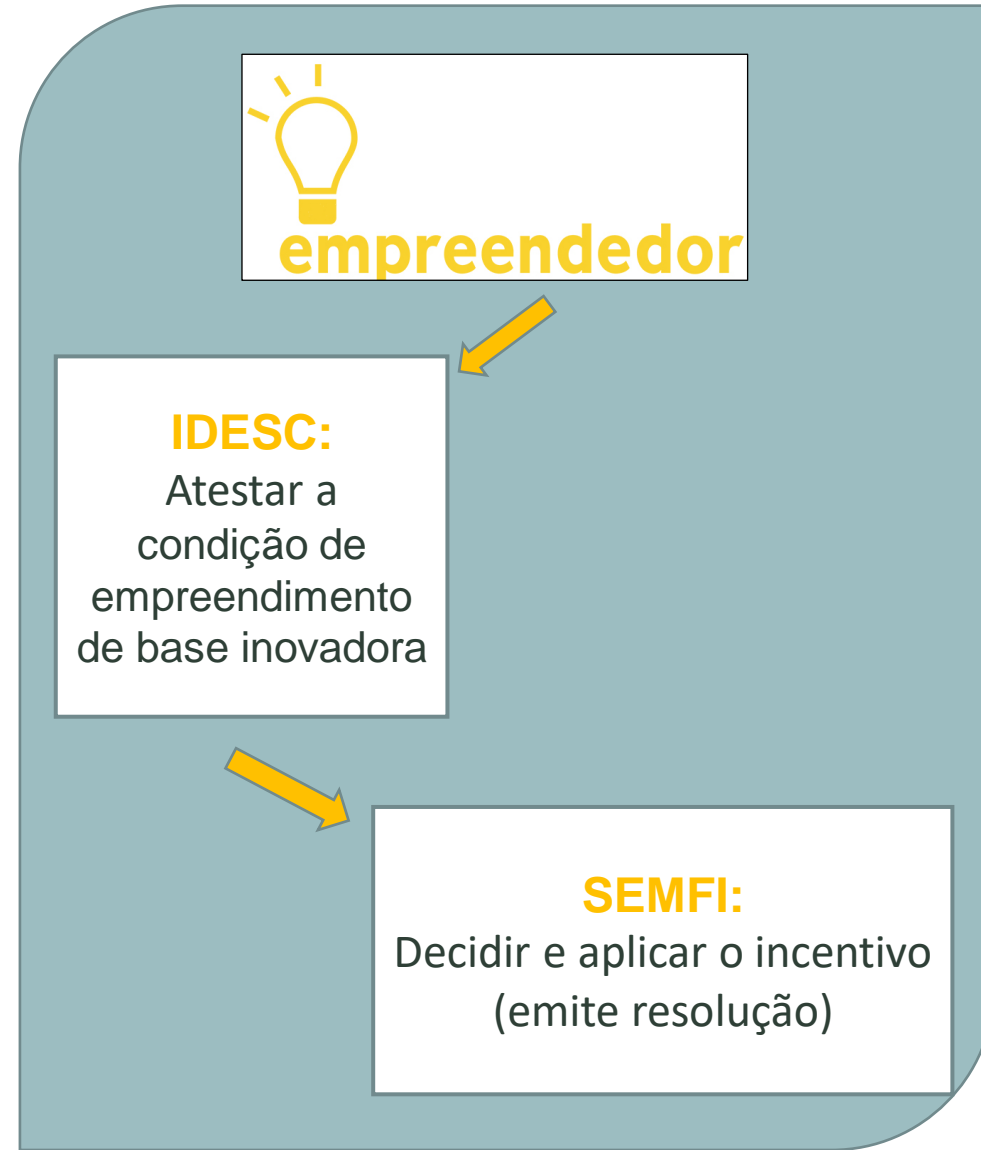 empreendedor
IDESC:
Atestar a
condição de
empreendimento
de base inovadora
SEMFI:
Decidir e aplicar o incentivo
(emite resolução)